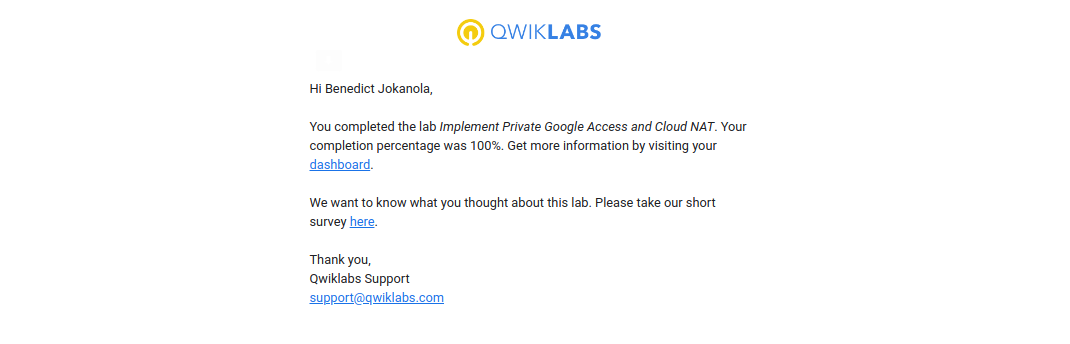 QWIKLABS
Hi Benedict Jokanola,
You completed the lab Implement Private Google Access and Cloud NAT. Your
completion percentage was 100%. Get more information by visiting your
dashboard.
We want to know what you thought about this lab. Please take our short
survey here.
Thank you,
Qwiklabs Support
support@qwiklabs.com